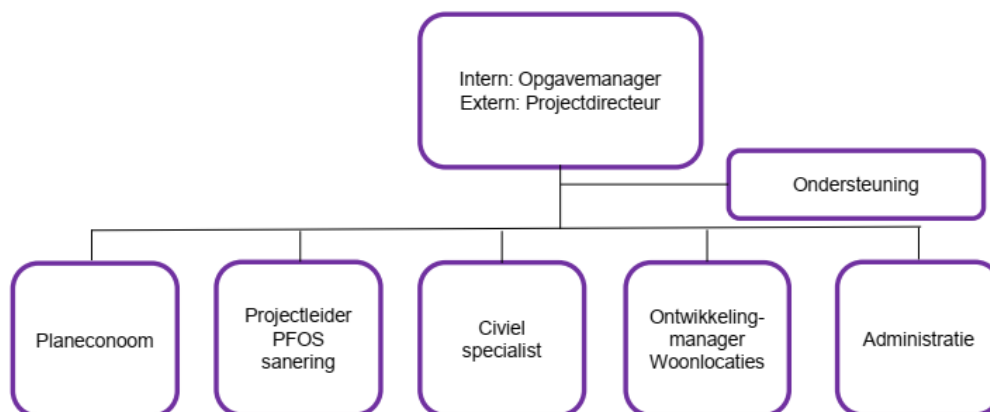 Intern: Opgavemanager
Extern: Projectdirecteur
Ondersteuning
Planeconoom
Projectleider
PFOS
sanering
Civiel
specialist
Ontwikkeling-
manager
Woonlocaties
Administratie